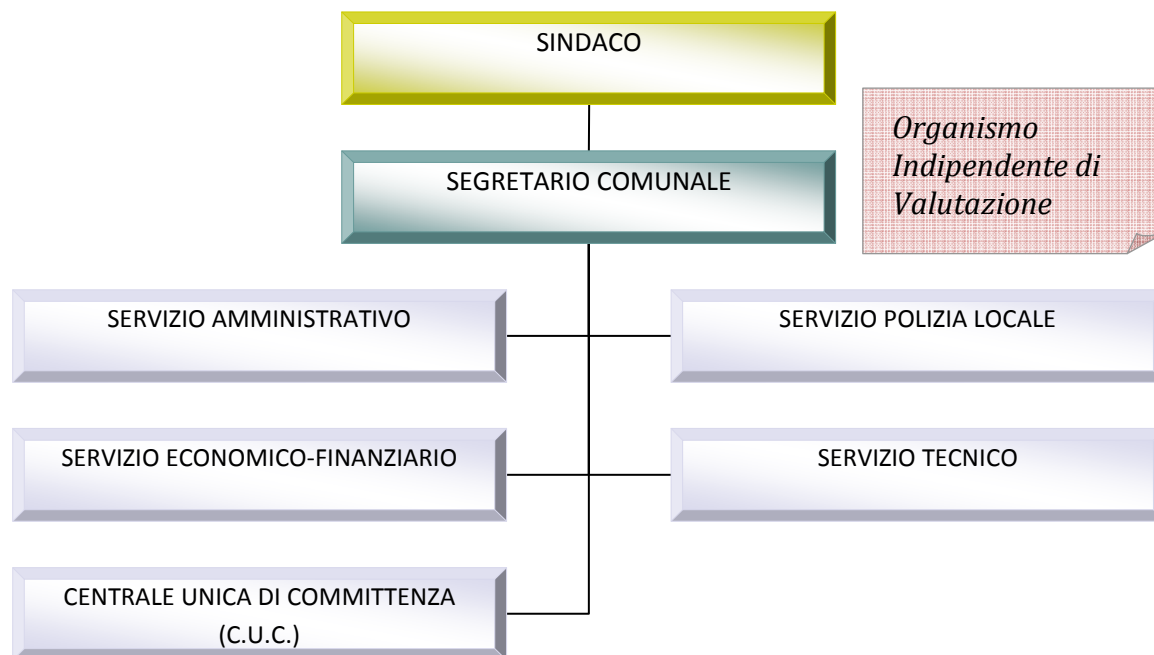 SINDACO
Organismo
Indipendente di
Valutazione
SEGRETARIO COMUNALE
SERVIZIO AMMINISTRATIVO
SERVIZIO POLIZIA LOCALE
SERVIZIO ECONOMICO-FINANZIARIO
SERVIZIO TECNICO
CENTRALE UNICA DI COMMITTENZA
(C.U.C.)